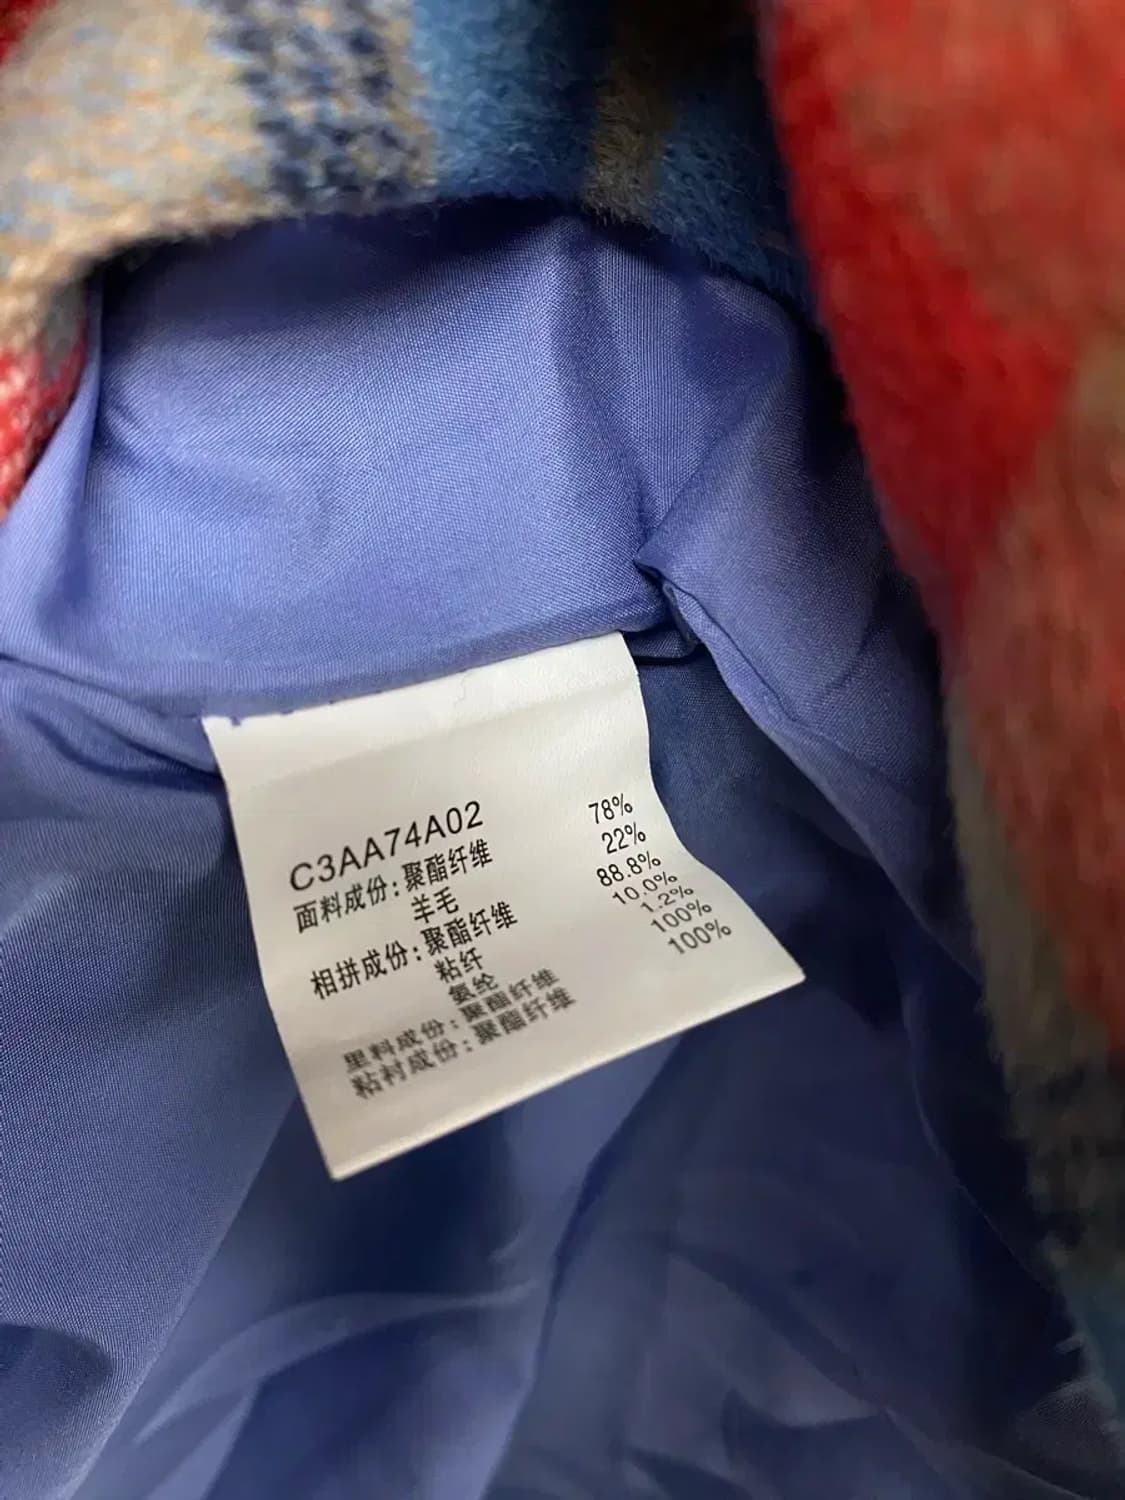 C3AA74A02
面料成份:聚酯纤维 78%
羊毛 22%
相拼成份:聚酯纤维 88.8%
粘纤 10.0%
氨纶 1.2%
里料成份:聚酯纤维 100%
粘衬成份:聚酯纤维 100%